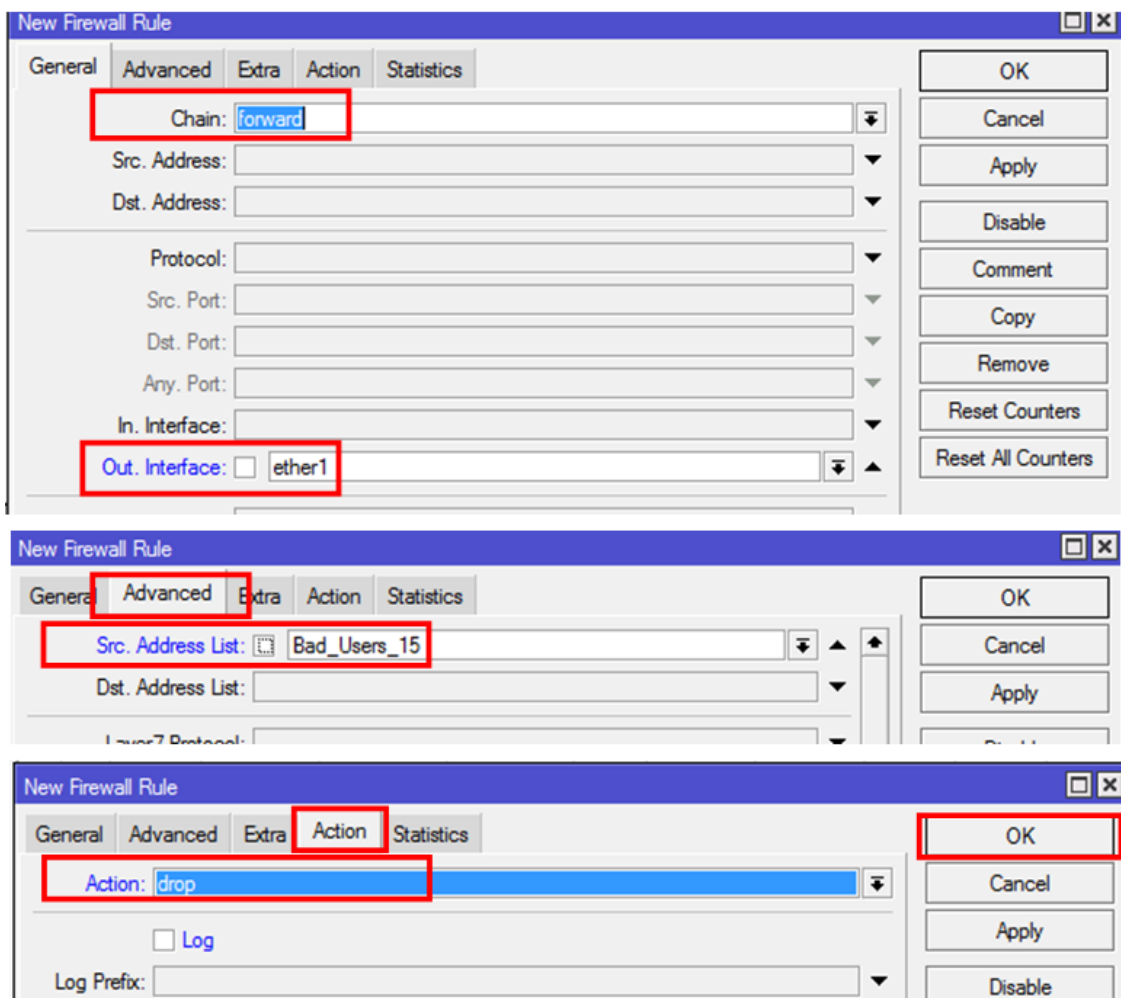 New Firewall Rule
General Advanced Extra Action Statistics
OK
Chain: forward
Cancel
Src. Address:
Apply
Dst. Address:
Disable
Protocol:
Comment
Src. Port:
Copy
Dst. Port:
Remove
Any. Port:
Reset Counters
In. Interface:
Out. Interface: ether1
Reset All Counters
New Firewall Rule
General Advanced Extra Action Statistics
OK
Src. Address List: Bad_Users_15
Cancel
Dst. Address List:
Apply
Layer7 Protocol:
New Firewall Rule
General Advanced Extra Action Statistics
OK
Action: drop
Cancel
Log
Apply
Log Prefix:
Disable